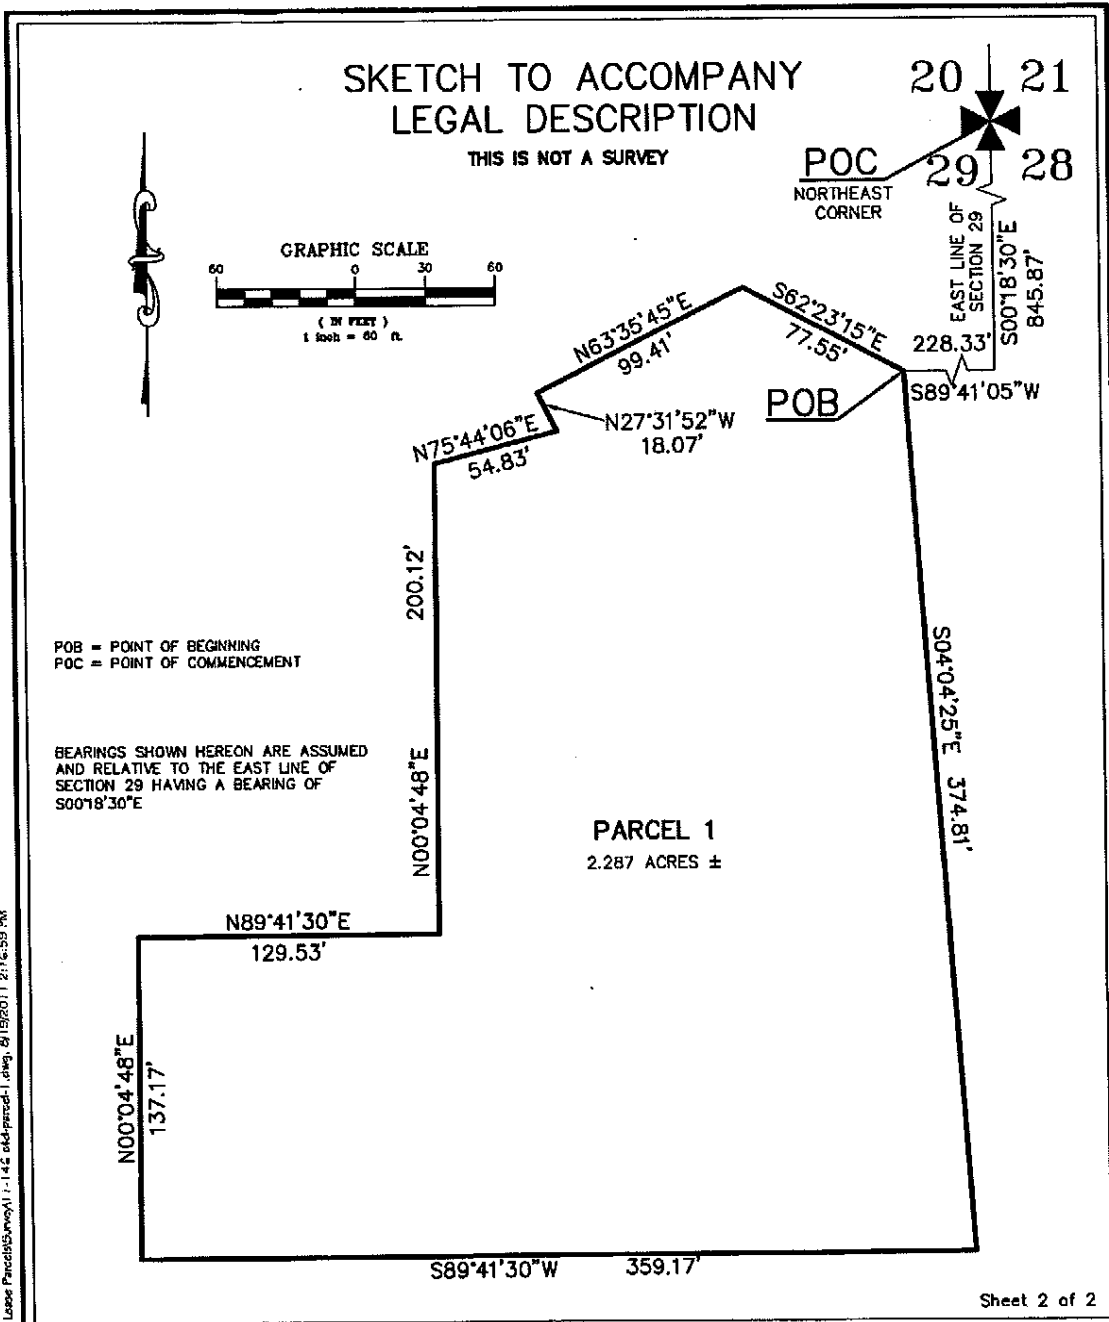 SKETCH TO ACCOMPANY
LEGAL DESCRIPTION
THIS IS NOT A SURVEY
20 21
29 28
POC
NORTHEAST
CORNER
EAST LINE OF
SECTION 29
S00°18'30"E
845.87'
GRAPHIC SCALE
60 0 30 60
( IN FEET )
1 inch = 60 ft.
N63°35'45"E
99.41'
S62°23'15"E
77.55'
228.33'
S89°41'05"W
POB
N27°31'52"W
18.07'
N75°44'06"E
54.83'
200.12'
N00°04'48"E
POB = POINT OF BEGINNING
POC = POINT OF COMMENCEMENT
BEARINGS SHOWN HEREON ARE ASSUMED
AND RELATIVE TO THE EAST LINE OF
SECTION 29 HAVING A BEARING OF
S00°18'30"E
S04°04'25"E 374.81'
PARCEL 1
2.287 ACRES ±
N89°41'30"E
129.53'
N00°04'48"E
137.17'
S89°41'30"W 359.17'
Sheet 2 of 2